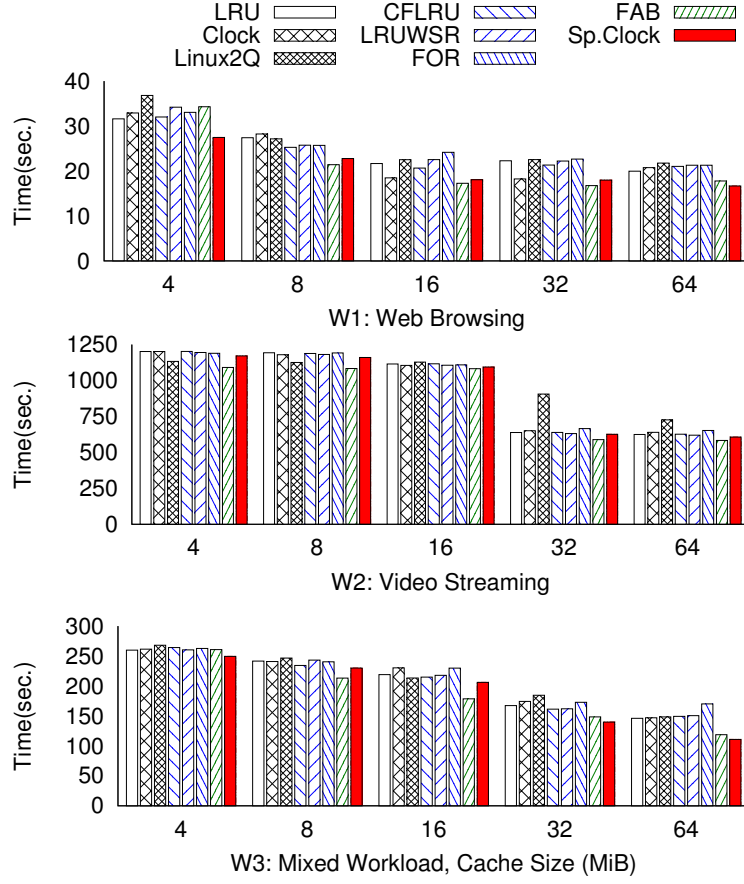 LRU CFLRU FAB
Clock LRUWSR Sp.Clock
Linux2Q FOR
Time(sec.)
40
30
20
10
0
4 8 16 32 64
W1: Web Browsing
Time(sec.)
1250
1000
750
500
250
0
4 8 16 32 64
W2: Video Streaming
Time(sec.)
300
250
200
150
100
50
0
4 8 16 32 64
W3: Mixed Workload, Cache Size (MiB)